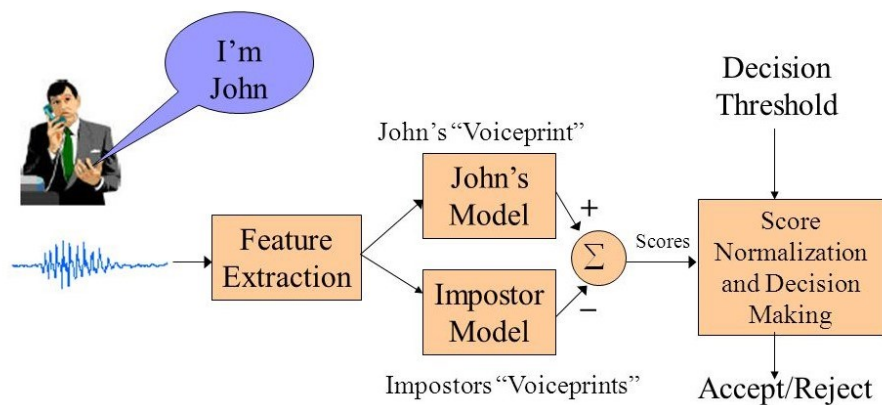 I'm
John
Decision
Threshold
John's "Voiceprint"
John's
Model
+
Feature
Extraction
Σ
Scores
Score
Normalization
and Decision
Making
Impostor
Model
−
Impostors "Voiceprints"
Accept/Reject